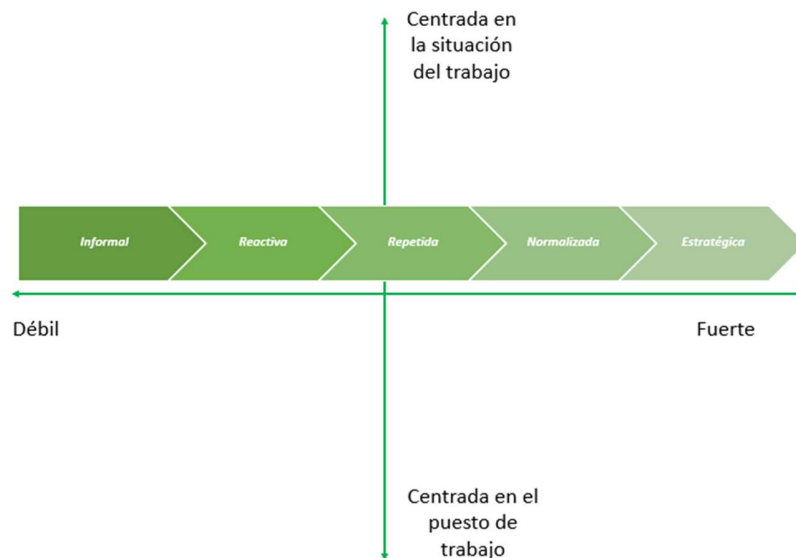 Centrada en
la situación
del trabajo
Informal
Reactiva
Repetida
Normalizada
Estratégica
Débil
Fuerte
Centrada en el
puesto de
trabajo